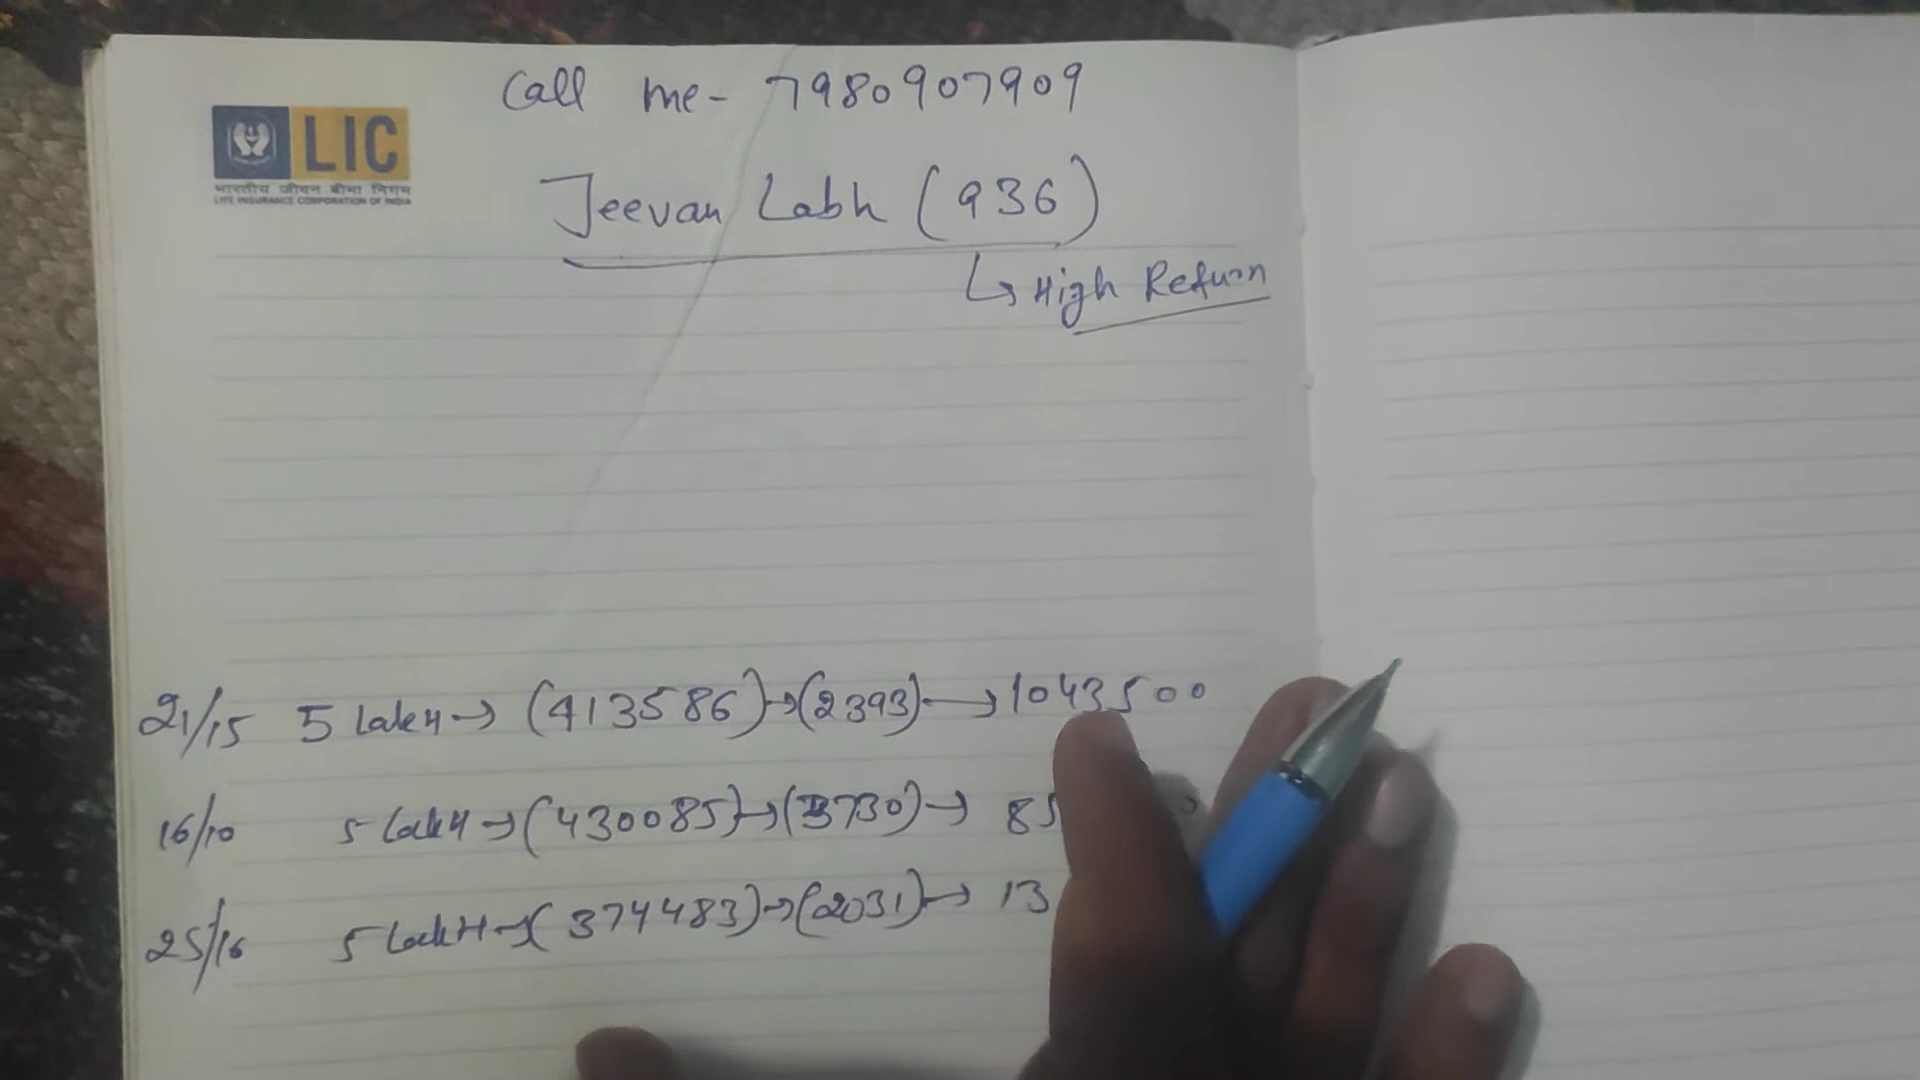 Call me - 7980907909
LIC
भारतीय जीवन बीमा निगम
LIFE INSURANCE CORPORATION OF INDIA
Jeevan Labh (936)
↳ High Return
21/15 5 Lakh → (413586) → (2393) → 1043500
16/10 5 Lakh → (430085) → (3730) → 85
25/16 5 Lakh → (374483) → (2031) → 13